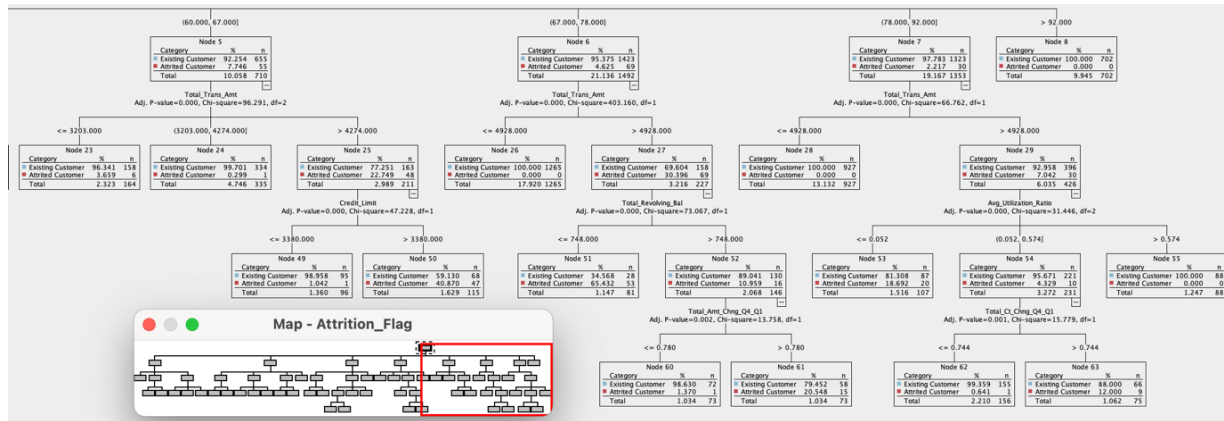 (60.000, 67.000]
(67.000, 78.000]
(78.000, 92.000]
> 92.000
Node 5
Category % n
Existing Customer 92.254 655
Attrited Customer 7.746 55
Total 10.058 710
Node 6
Category % n
Existing Customer 95.375 1423
Attrited Customer 4.625 69
Total 21.136 1492
Node 7
Category % n
Existing Customer 97.783 1323
Attrited Customer 2.217 30
Total 19.167 1353
Node 8
Category % n
Existing Customer 100.000 702
Attrited Customer 0.000 0
Total 9.945 702
Total_Trans_Amt
Adj. P-value=0.000, Chi-square=96.291, df=2
Total_Trans_Amt
Adj. P-value=0.000, Chi-square=403.160, df=1
Total_Trans_Amt
Adj. P-value=0.000, Chi-square=66.762, df=1
<= 3203.000
(3203.000, 4274.000]
> 4274.000
<= 4928.000
> 4928.000
<= 4928.000
> 4928.000
Node 23
Category % n
Existing Customer 96.341 158
Attrited Customer 3.659 6
Total 2.323 164
Node 24
Category % n
Existing Customer 99.701 334
Attrited Customer 0.299 1
Total 4.746 335
Node 25
Category % n
Existing Customer 77.251 163
Attrited Customer 22.749 48
Total 2.989 211
Node 26
Category % n
Existing Customer 100.000 1265
Attrited Customer 0.000 0
Total 17.920 1265
Node 27
Category % n
Existing Customer 69.604 158
Attrited Customer 30.396 69
Total 3.216 227
Node 28
Category % n
Existing Customer 100.000 927
Attrited Customer 0.000 0
Total 13.132 927
Node 29
Category % n
Existing Customer 92.958 396
Attrited Customer 7.042 30
Total 6.035 426
Credit_Limit
Adj. P-value=0.000, Chi-square=47.228, df=1
Total_Revolving_Bal
Adj. P-value=0.000, Chi-square=73.067, df=1
Avg_Utilization_Ratio
Adj. P-value=0.000, Chi-square=31.446, df=2
<= 3380.000
> 3380.000
<= 748.000
> 748.000
<= 0.052
(0.052, 0.574]
> 0.574
Node 49
Category % n
Existing Customer 98.958 95
Attrited Customer 1.042 1
Total 1.360 96
Node 50
Category % n
Existing Customer 59.130 68
Attrited Customer 40.870 47
Total 1.629 115
Node 51
Category % n
Existing Customer 34.568 28
Attrited Customer 65.432 53
Total 1.147 81
Node 52
Category % n
Existing Customer 89.041 130
Attrited Customer 10.959 16
Total 2.068 146
Node 53
Category % n
Existing Customer 81.308 87
Attrited Customer 18.692 20
Total 1.516 107
Node 54
Category % n
Existing Customer 95.671 221
Attrited Customer 4.329 10
Total 3.272 231
Node 55
Category % n
Existing Customer 100.000 88
Attrited Customer 0.000 0
Total 1.247 88
Total_Amt_Chng_Q4_Q1
Adj. P-value=0.002, Chi-square=13.758, df=1
Total_Ct_Chng_Q4_Q1
Adj. P-value=0.001, Chi-square=15.779, df=1
<= 0.780
> 0.780
<= 0.744
> 0.744
Node 60
Category % n
Existing Customer 98.630 72
Attrited Customer 1.370 1
Total 1.034 73
Node 61
Category % n
Existing Customer 79.452 58
Attrited Customer 20.548 15
Total 1.034 73
Node 62
Category % n
Existing Customer 99.359 155
Attrited Customer 0.641 1
Total 2.210 156
Node 63
Category % n
Existing Customer 88.000 66
Attrited Customer 12.000 9
Total 1.062 75
Map - Attrition_Flag